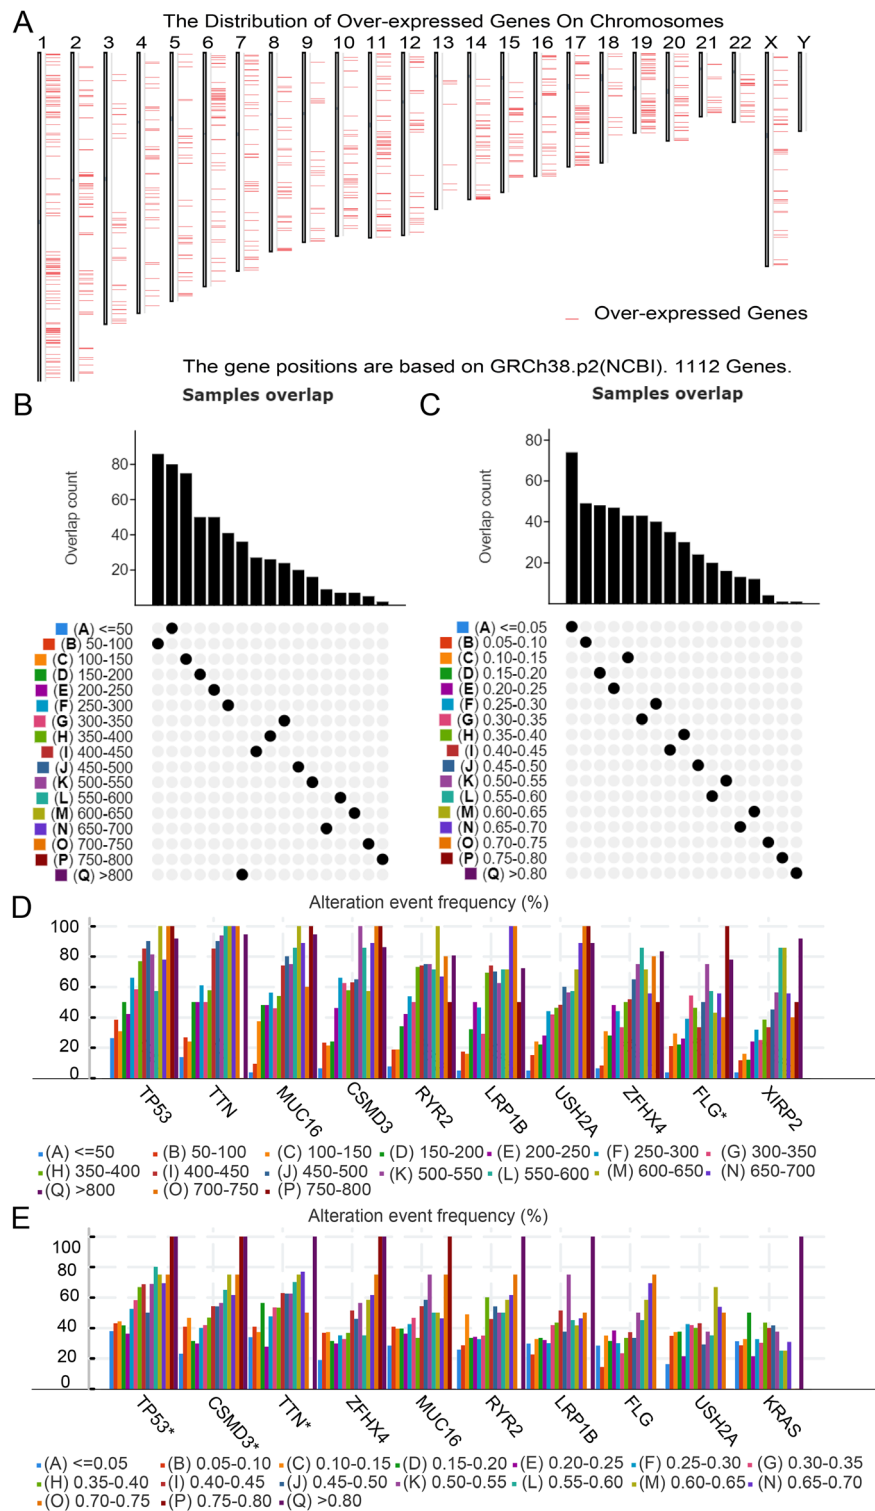 A
The Distribution of Over-expressed Genes On Chromosomes
1 2 3 4 5 6 7 8 9 10 11 12 13 14 15 16 17 18 19 20 21 22 X Y
Over-expressed Genes
The gene positions are based on GRCh38.p2(NCBI). 1112 Genes.
B
Samples overlap
Overlap count
80
60
40
20
(A) <=50
(B) 50-100
(C) 100-150
(D) 150-200
(E) 200-250
(F) 250-300
(G) 300-350
(H) 350-400
(I) 400-450
(J) 450-500
(K) 500-550
(L) 550-600
(M) 600-650
(N) 650-700
(O) 700-750
(P) 750-800
(Q) >800
C
Samples overlap
Overlap count
80
60
40
20
(A) <=0.05
(B) 0.05-0.10
(C) 0.10-0.15
(D) 0.15-0.20
(E) 0.20-0.25
(F) 0.25-0.30
(G) 0.30-0.35
(H) 0.35-0.40
(I) 0.40-0.45
(J) 0.45-0.50
(K) 0.50-0.55
(L) 0.55-0.60
(M) 0.60-0.65
(N) 0.65-0.70
(O) 0.70-0.75
(P) 0.75-0.80
(Q) >0.80
D
Alteration event frequency (%)
100
80
60
40
20
0
TP53
TTN
MUC16
CSMD3
RYR2
LRP1B
USH2A
ZFHX4
FLG*
XIRP2
(A) <=50 (B) 50-100 (C) 100-150 (D) 150-200 (E) 200-250 (F) 250-300 (G) 300-350
(H) 350-400 (I) 400-450 (J) 450-500 (K) 500-550 (L) 550-600 (M) 600-650 (N) 650-700
(Q) >800 (O) 700-750 (P) 750-800
E
Alteration event frequency (%)
100
80
60
40
20
0
TP53*
CSMD3*
TTN*
ZFHX4
MUC16
RYR2
LRP1B
FLG
USH2A
KRAS
(A) <=0.05 (B) 0.05-0.10 (C) 0.10-0.15 (D) 0.15-0.20 (E) 0.20-0.25 (F) 0.25-0.30 (G) 0.30-0.35
(H) 0.35-0.40 (I) 0.40-0.45 (J) 0.45-0.50 (K) 0.50-0.55 (L) 0.55-0.60 (M) 0.60-0.65 (N) 0.65-0.70
(O) 0.70-0.75 (P) 0.75-0.80 (Q) >0.80